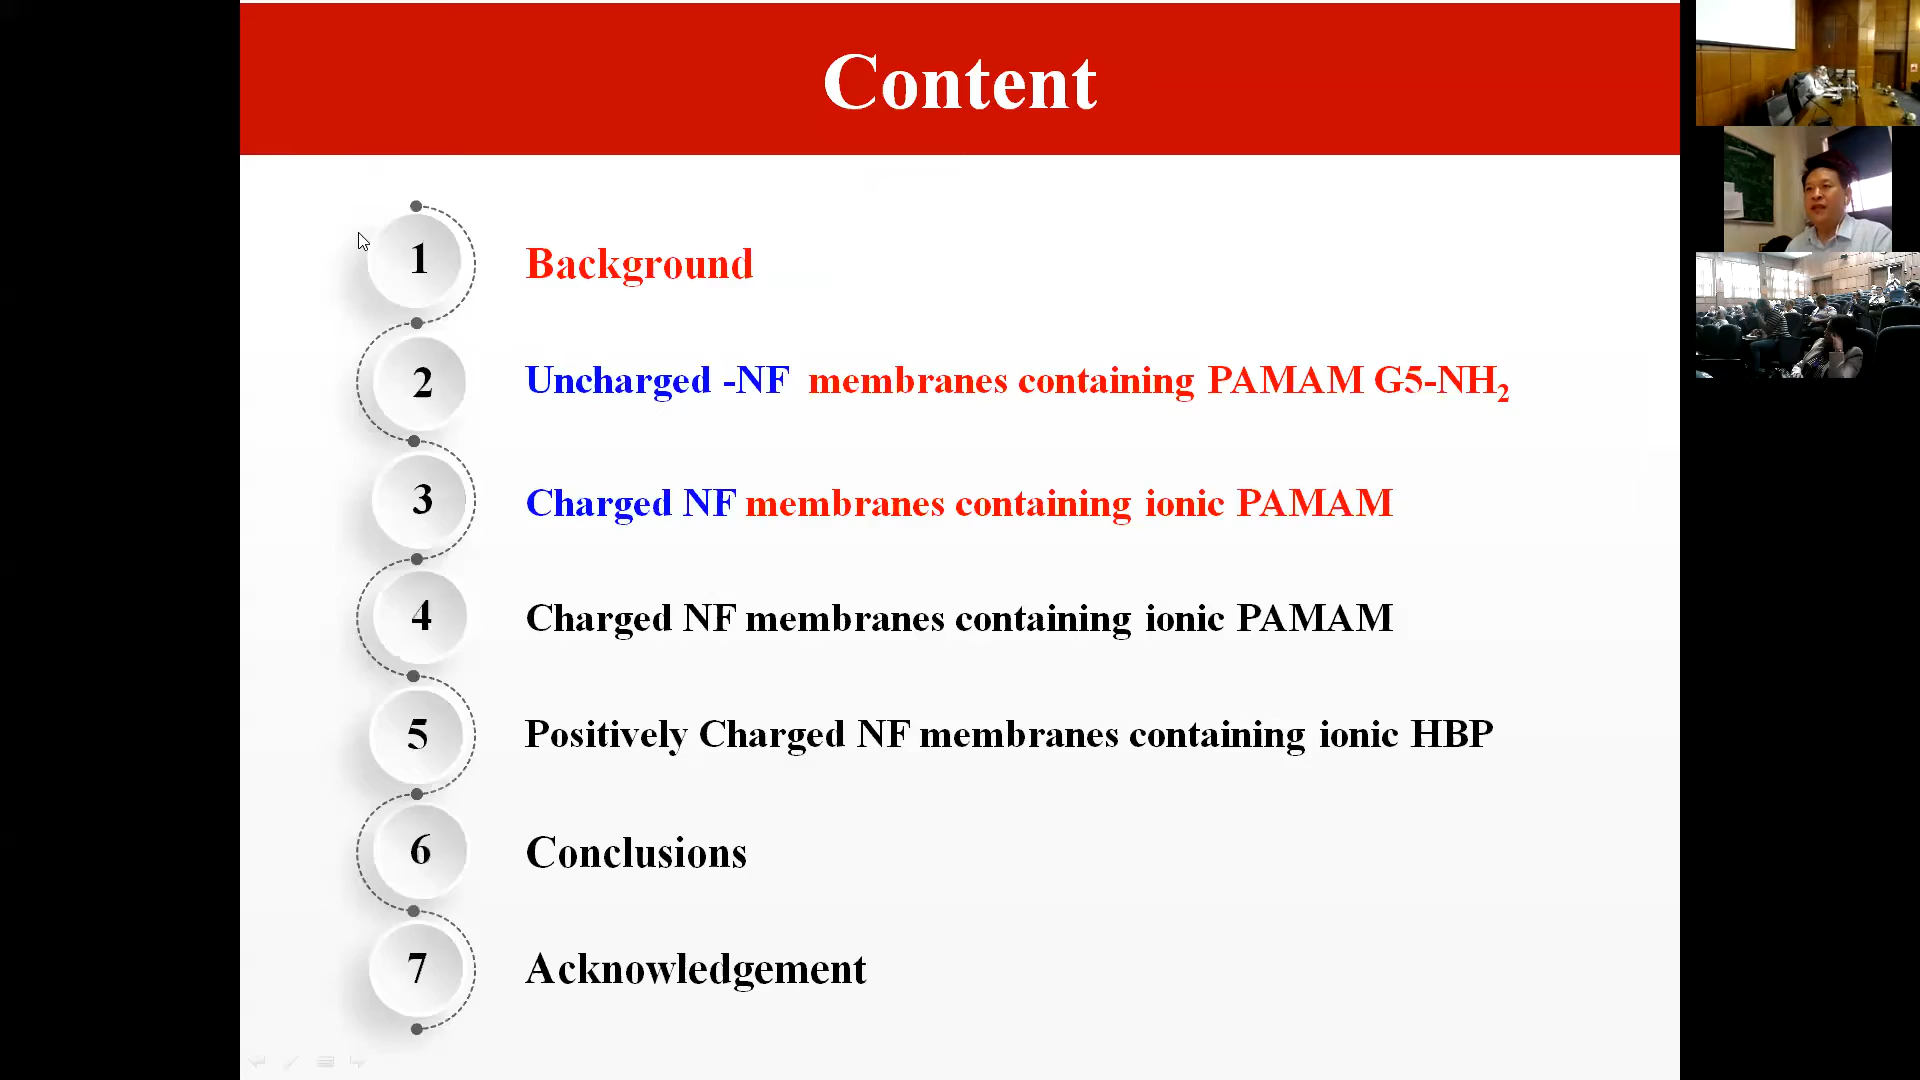 Content
1 Background
2 Uncharged -NF  membranes containing PAMAM G5-NH₂
3 Charged NF membranes containing ionic PAMAM
4 Charged NF membranes containing ionic PAMAM
5 Positively Charged NF membranes containing ionic HBP
6 Conclusions
7 Acknowledgement